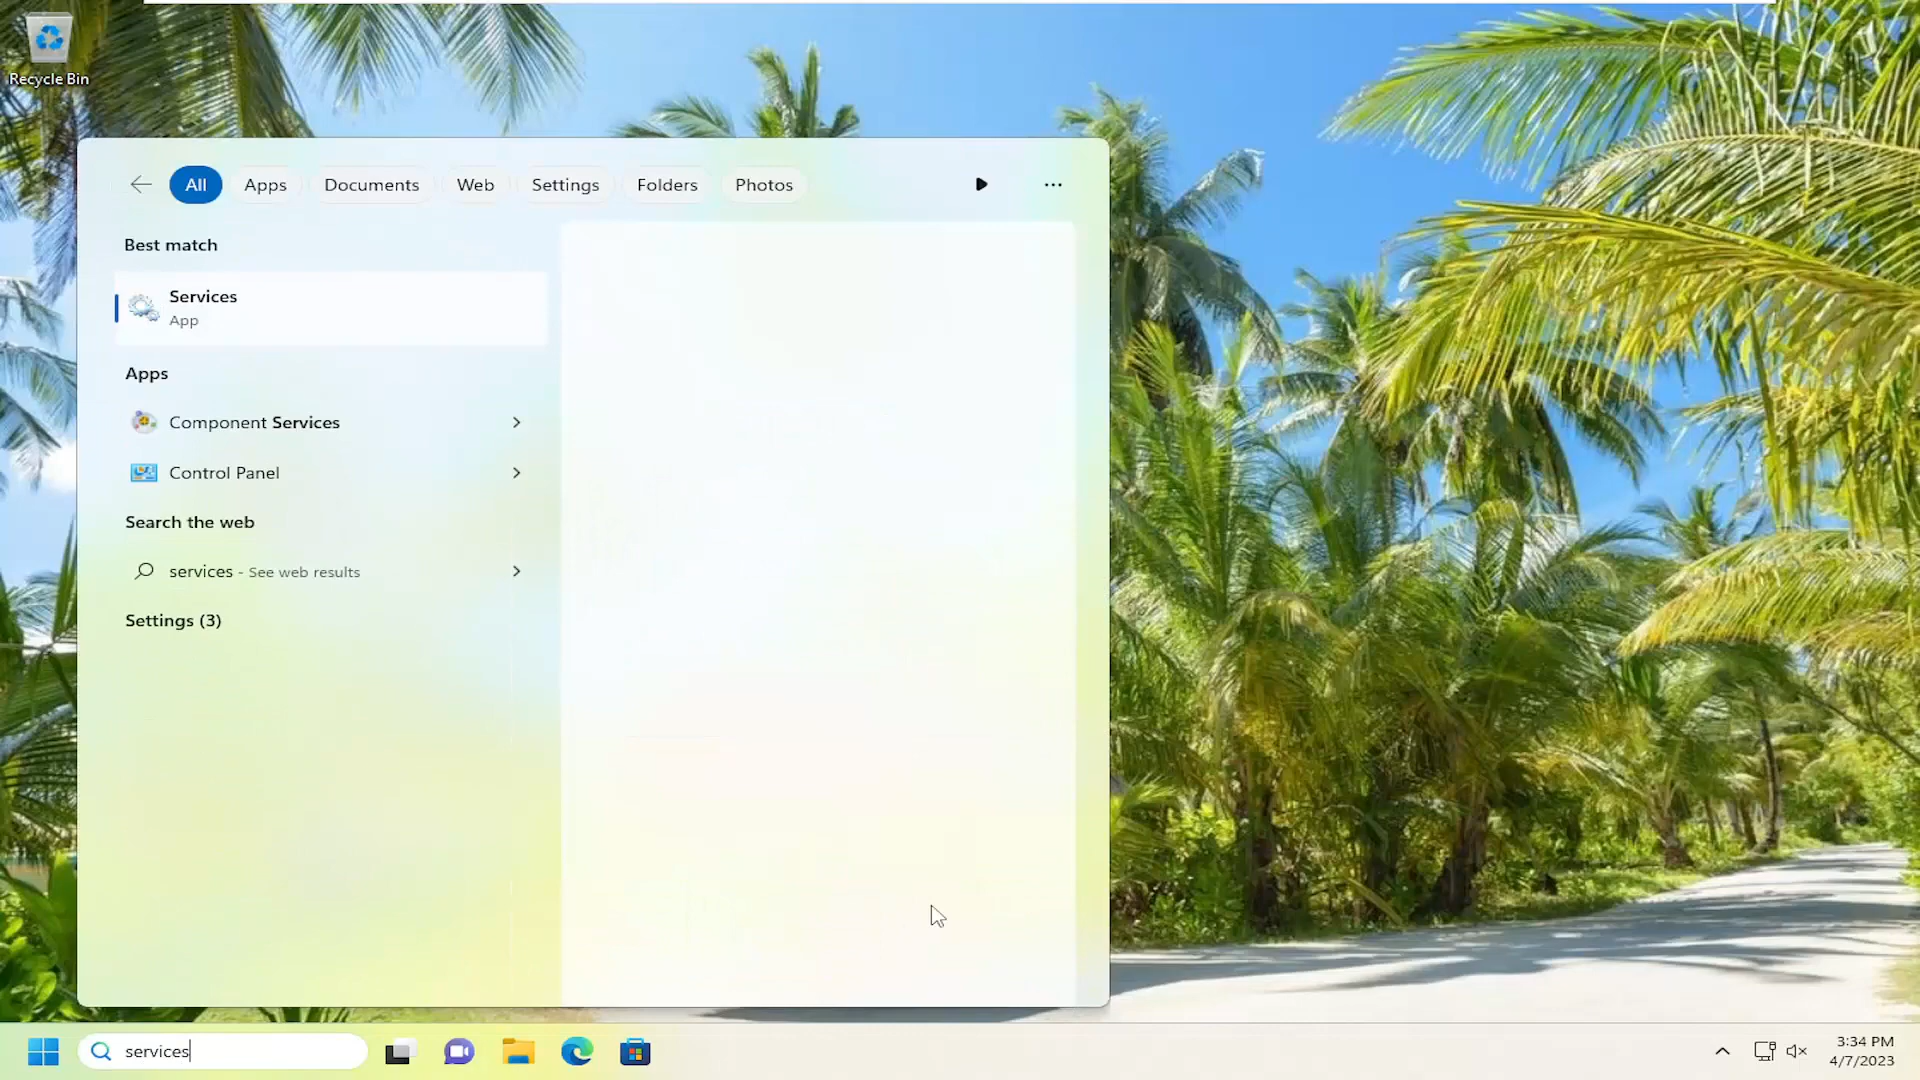 Recycle Bin
All Apps Documents Web Settings Folders Photos
Best match
Services
App
Apps
Component Services
Control Panel
Search the web
services - See web results
Settings (3)
services
3:34 PM
4/7/2023